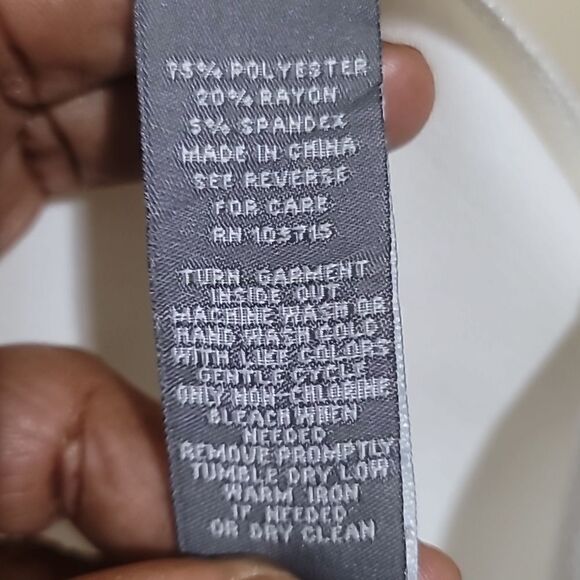 75% POLYESTER
20% RAYON
5% SPANDEX
MADE IN CHINA
SEE REVERSE
FOR CARE
RN 103715
TURN GARMENT
INSIDE OUT
MACHINE WASH OR
HAND WASH COLD
WITH LIKE COLORS
GENTLE CYCLE
ONLY NON-CHLORINE
BLEACH WHEN
NEEDED
REMOVE PROMPTLY
TUMBLE DRY LOW
WARM IRON
IF NEEDED
OR DRY CLEAN